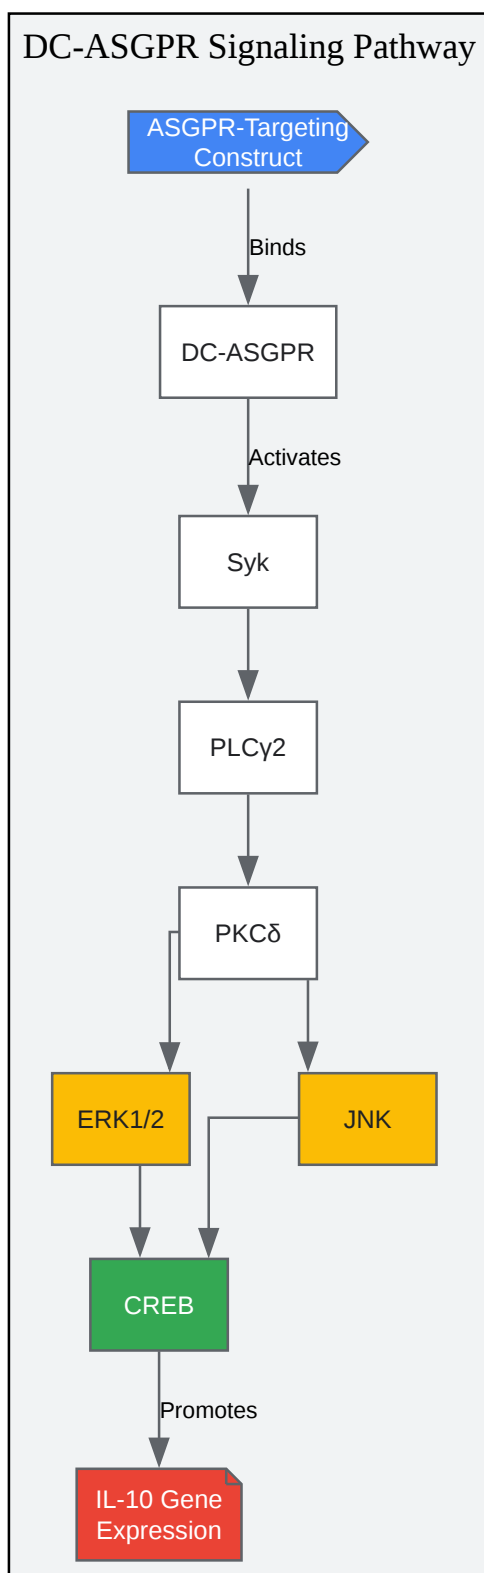 DC-ASGPR Signaling Pathway
ASGPR-Targeting
Construct
Binds
DC-ASGPR
Activates
Syk
PLCγ2
PKCδ
ERK1/2
JNK
CREB
Promotes
IL-10 Gene
Expression